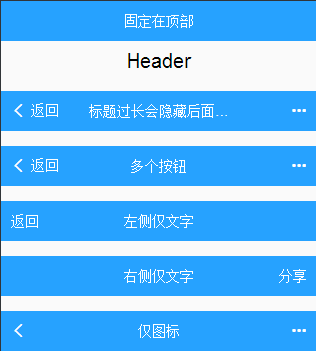 固定在顶部
Header
返回 标题过长会隐藏后面...
返回 多个按钮
返回 左侧仅文字
右侧仅文字 分享
仅图标